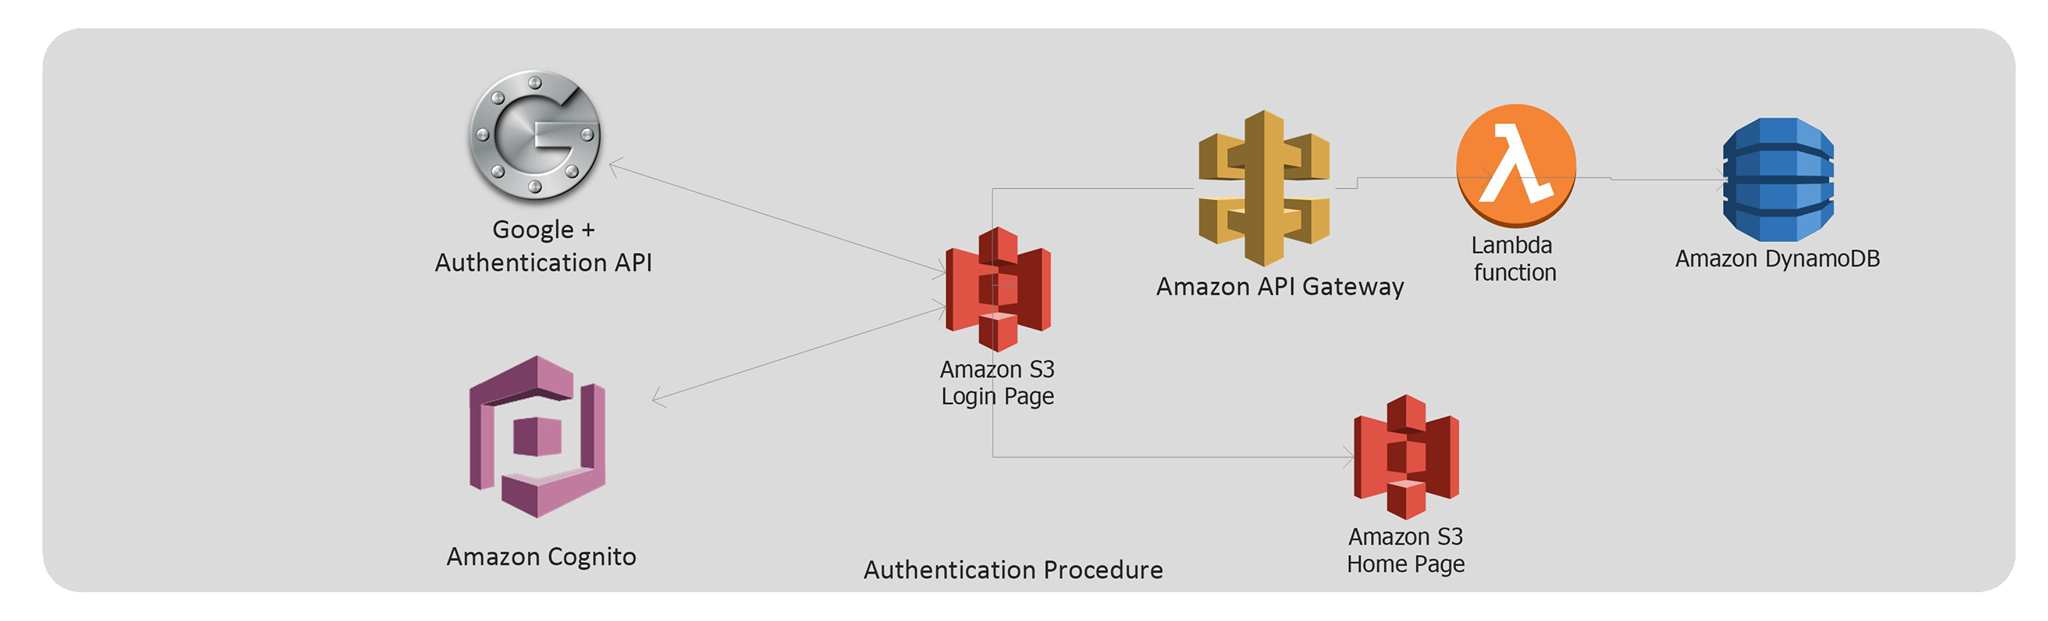 Google +
Authentication API
Amazon Cognito
Amazon S3
Login Page
Amazon API Gateway
Lambda
function
Amazon DynamoDB
Amazon S3
Home Page
Authentication Procedure